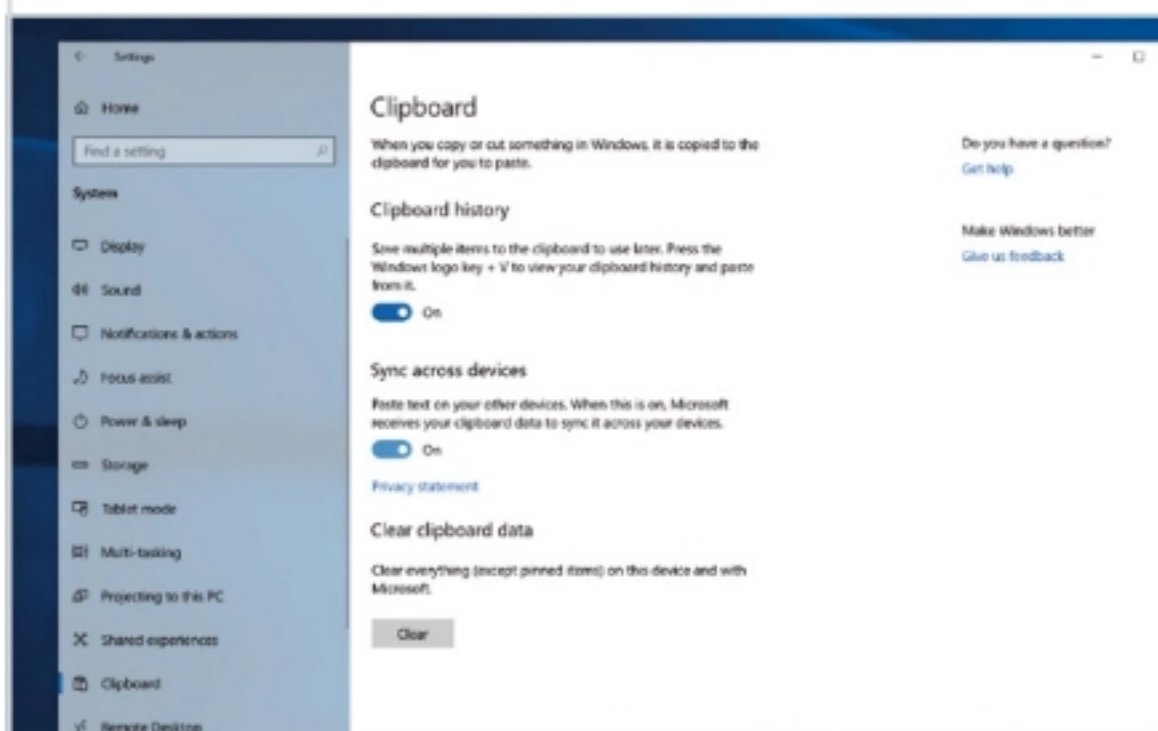 Settings
Home
Find a setting
System
Display
Sound
Notifications & actions
Focus assist
Power & sleep
Storage
Tablet mode
Multi-tasking
Projecting to this PC
Shared experiences
Clipboard
Remote Desktop
Clipboard
When you copy or cut something in Windows, it is copied to the
clipboard for you to paste.
Clipboard history
Save multiple items to the clipboard to use later. Press the
Windows logo key + V to view your clipboard history and paste
from it.
On
Sync across devices
Paste text on your other devices. When this is on, Microsoft
receives your clipboard data to sync it across your devices.
On
Privacy statement
Clear clipboard data
Clear everything (except pinned items) on this device and with
Microsoft.
Clear
Do you have a question?
Get help
Make Windows better
Give us feedback